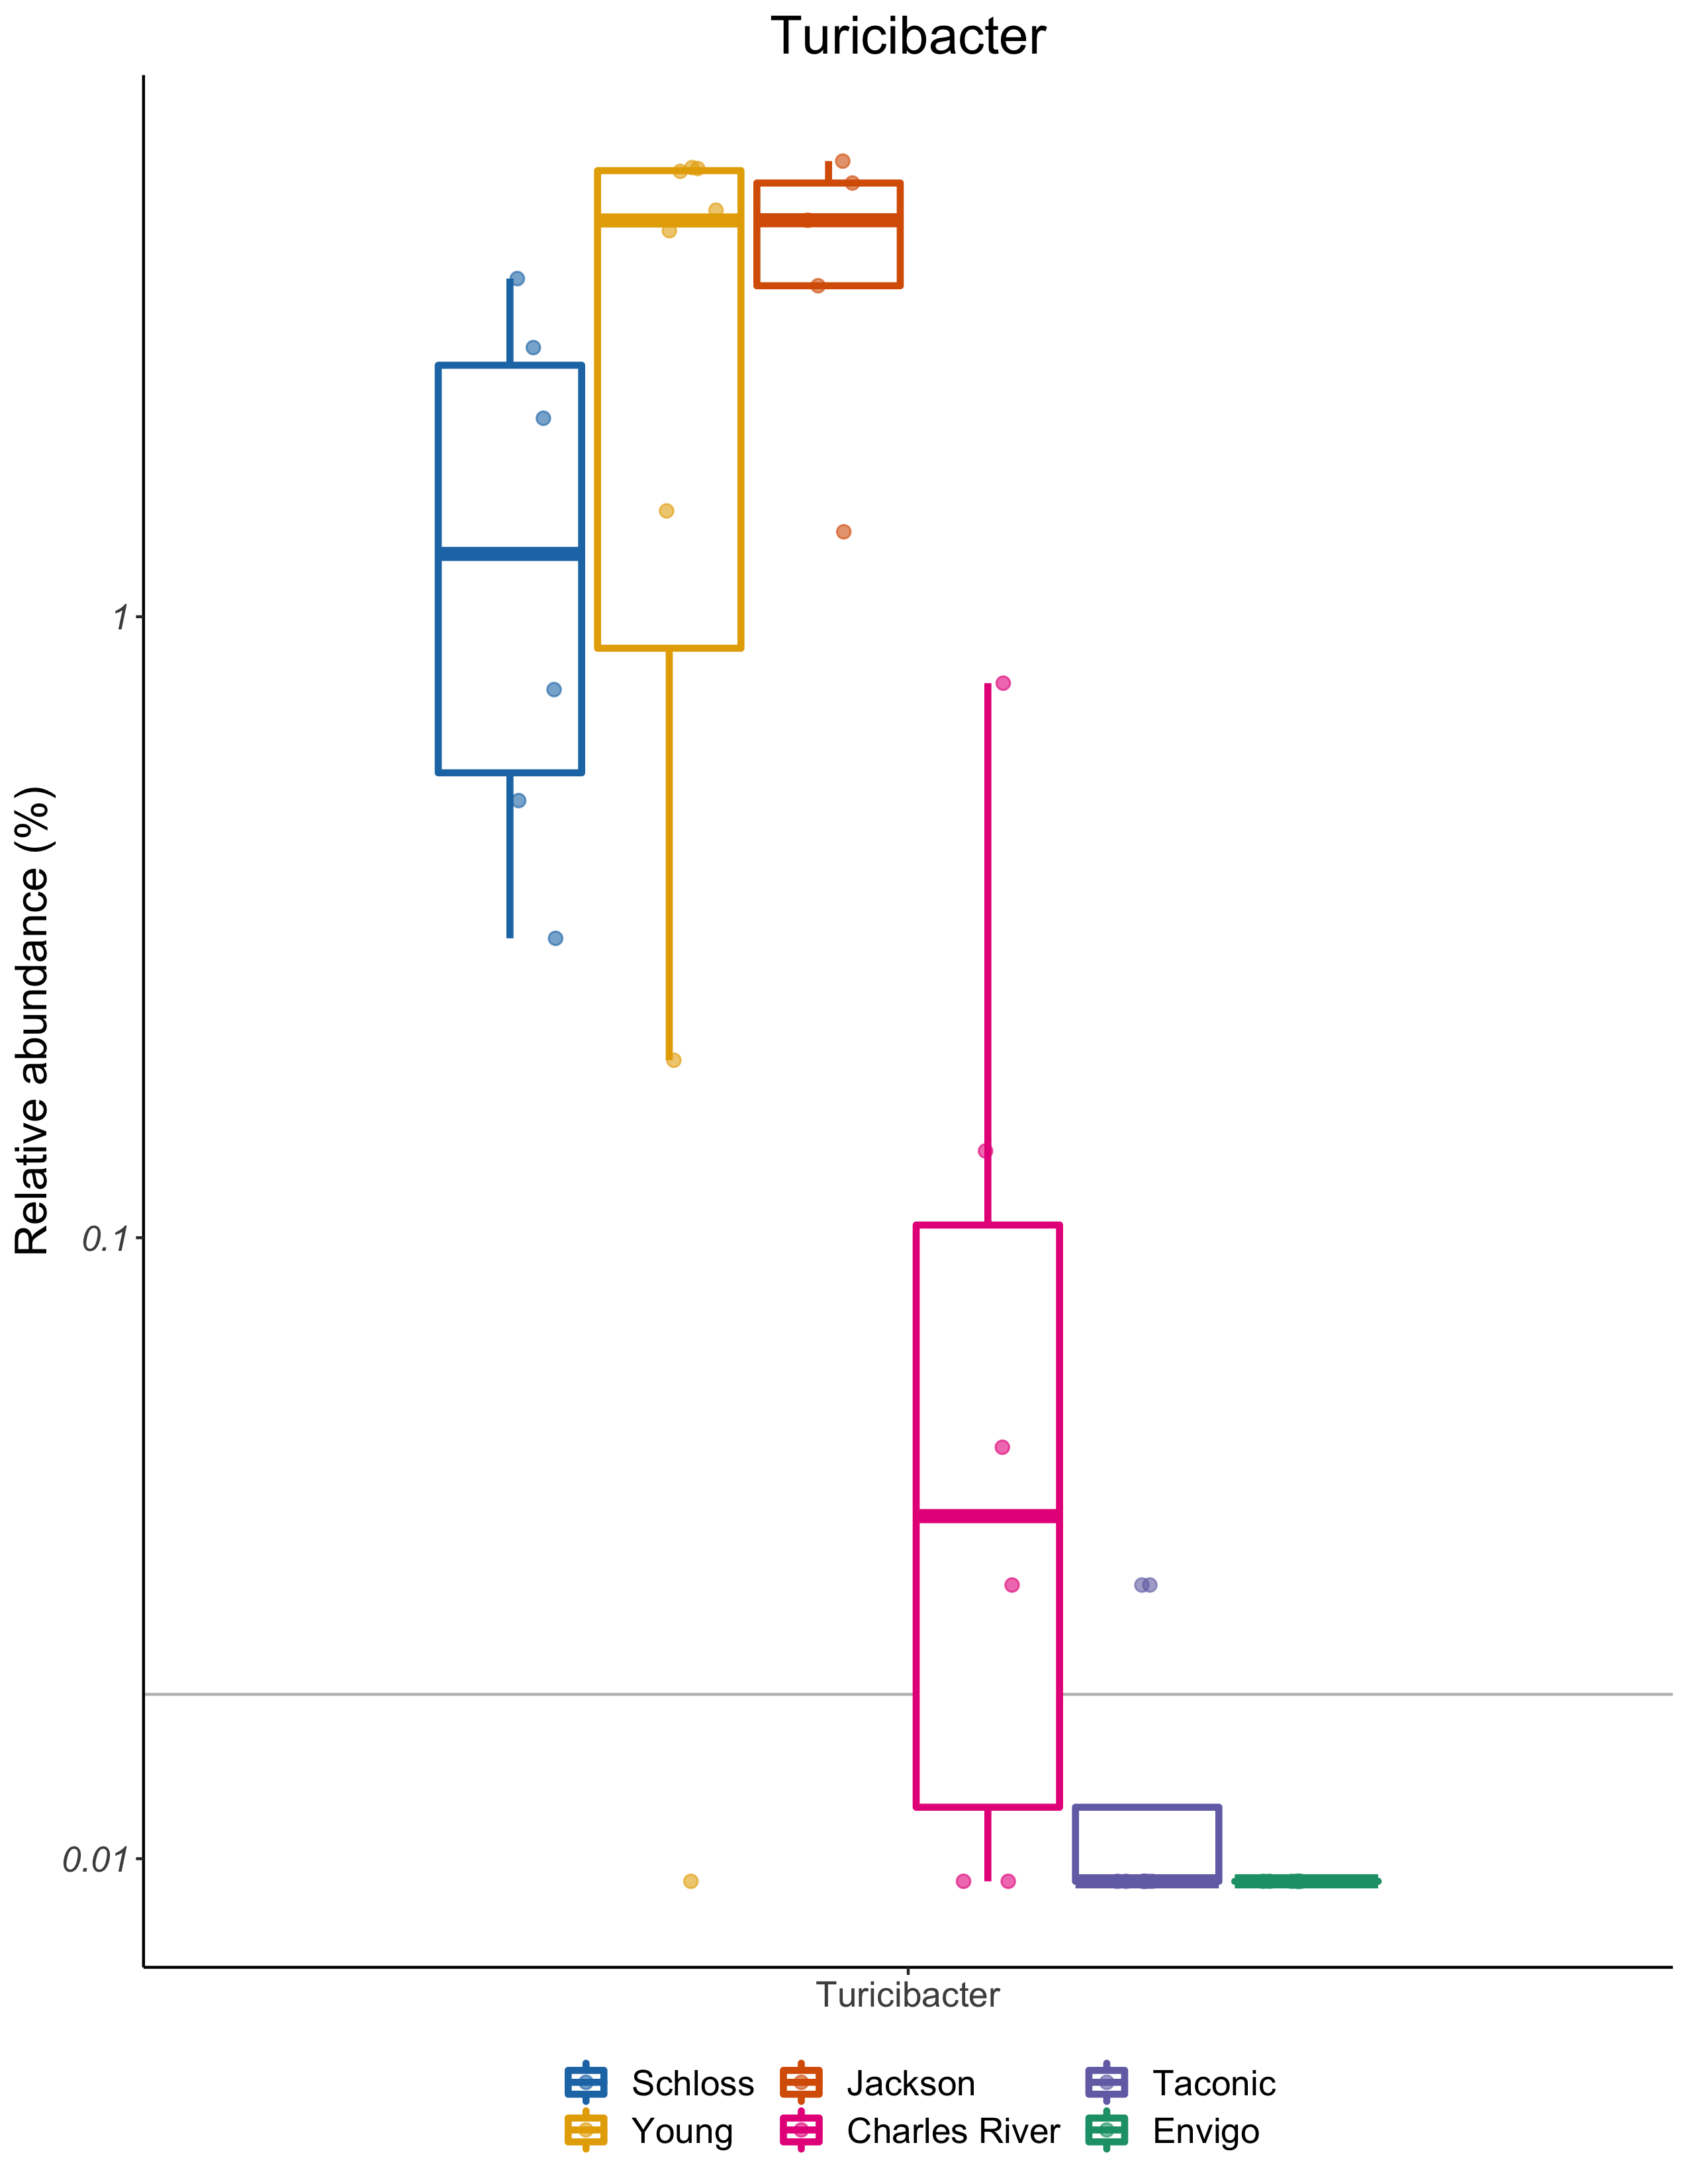 Turicibacter
Relative abundance (%)
1
0.1
0.01
Turicibacter
Schloss Jackson Taconic
Young Charles River Envigo